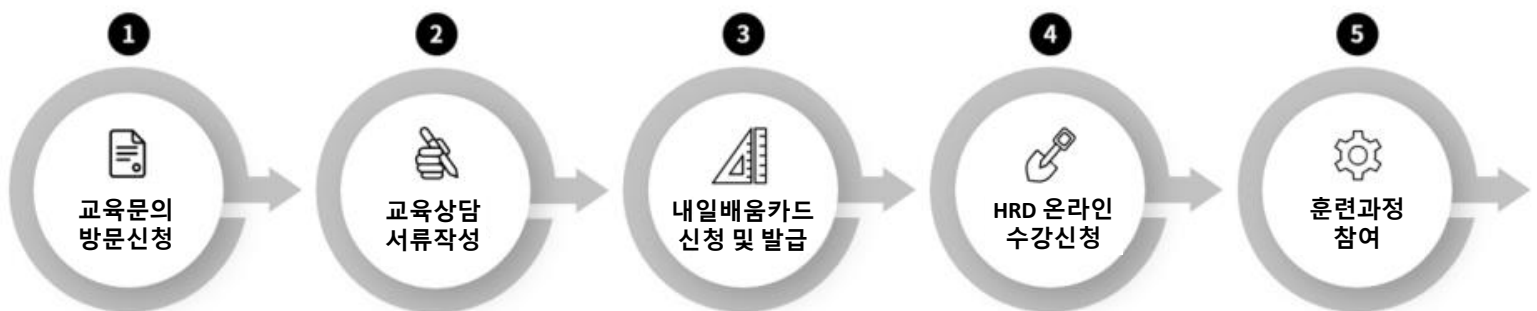 1
교육문의
방문신청
2
교육상담
서류작성
3
내일배움카드
신청 및 발급
4
HRD 온라인
수강신청
5
훈련과정
참여